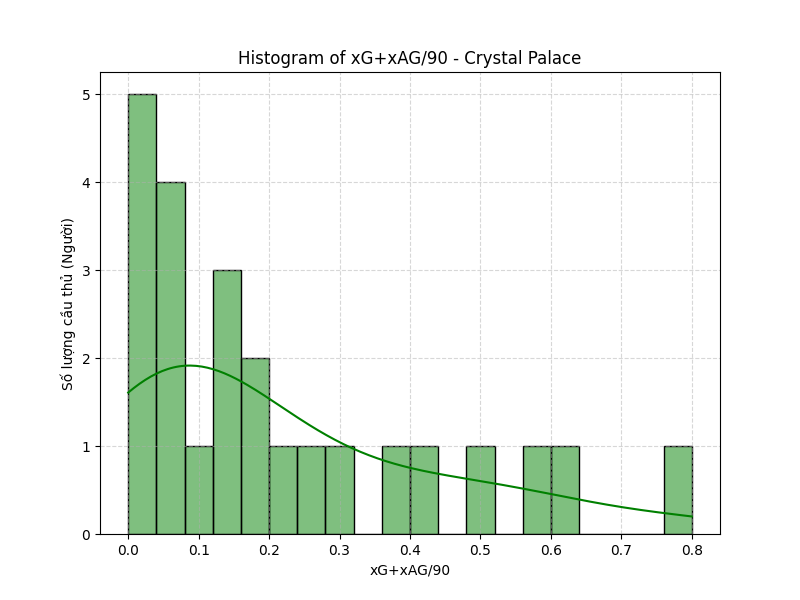 Histogram of xG+xAG/90 - Crystal Palace
Số lượng cầu thủ (Người)
5
4
3
2
1
0
0.0 0.1 0.2 0.3 0.4 0.5 0.6 0.7 0.8
xG+xAG/90